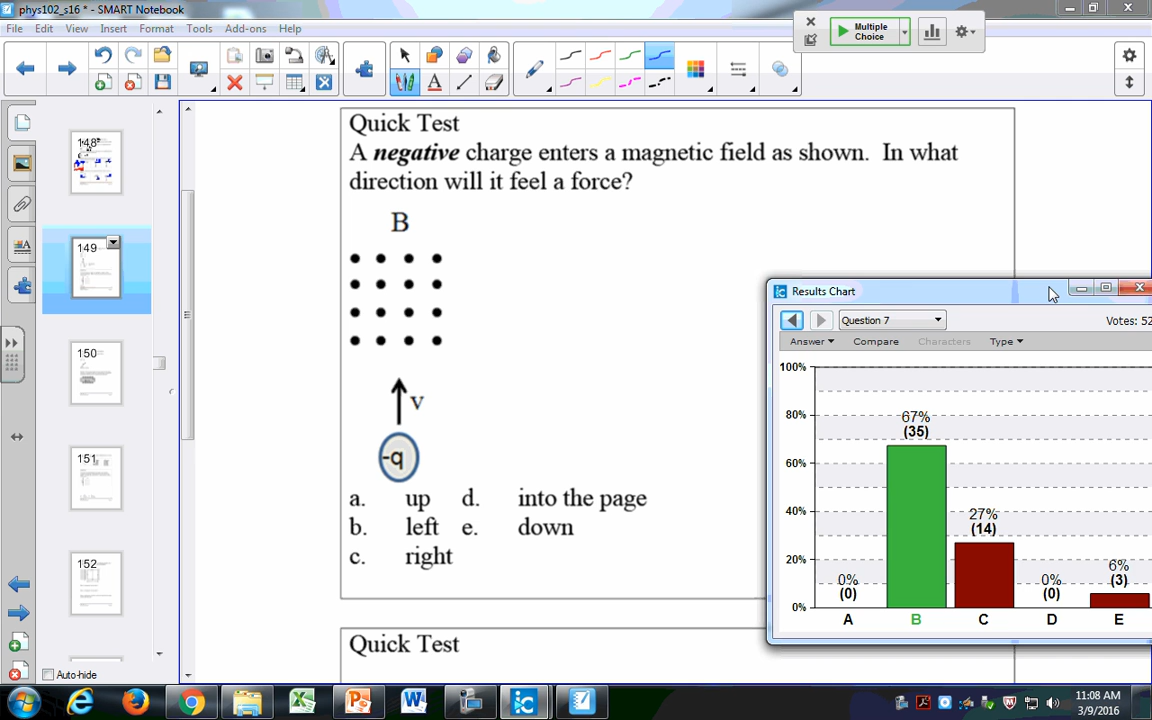 phys102_s16 * - SMART Notebook
File Edit View Insert Format Tools Add-ons Help
Multiple
Choice
148
149
150
151
152
Auto-hide
Quick Test
A negative charge enters a magnetic field as shown. In what
direction will it feel a force?
B
v
-q
a. up d. into the page
b. left e. down
c. right
Quick Test
Results Chart
Question 7
Votes: 52
Answer Compare Characters Type
100%
80%
60%
40%
20%
0%
0%
(0)
67%
(35)
27%
(14)
0%
(0)
6%
(3)
A B C D E
11:08 AM
3/9/2016